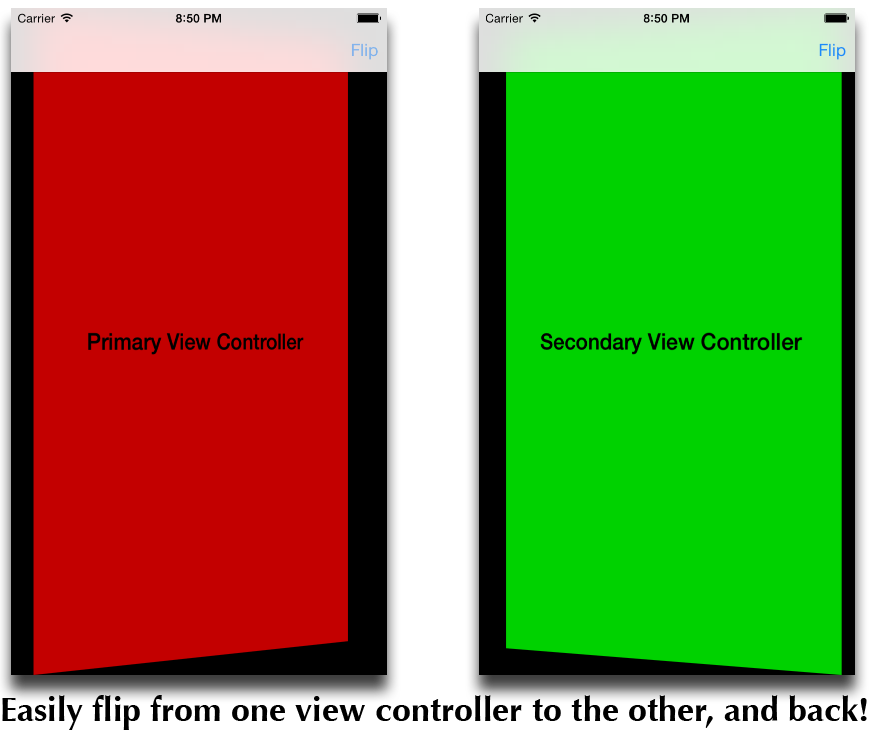 Carrier 8:50 PM
Flip
Primary View Controller
Carrier 8:50 PM
Flip
Secondary View Controller
Easily flip from one view controller to the other, and back!